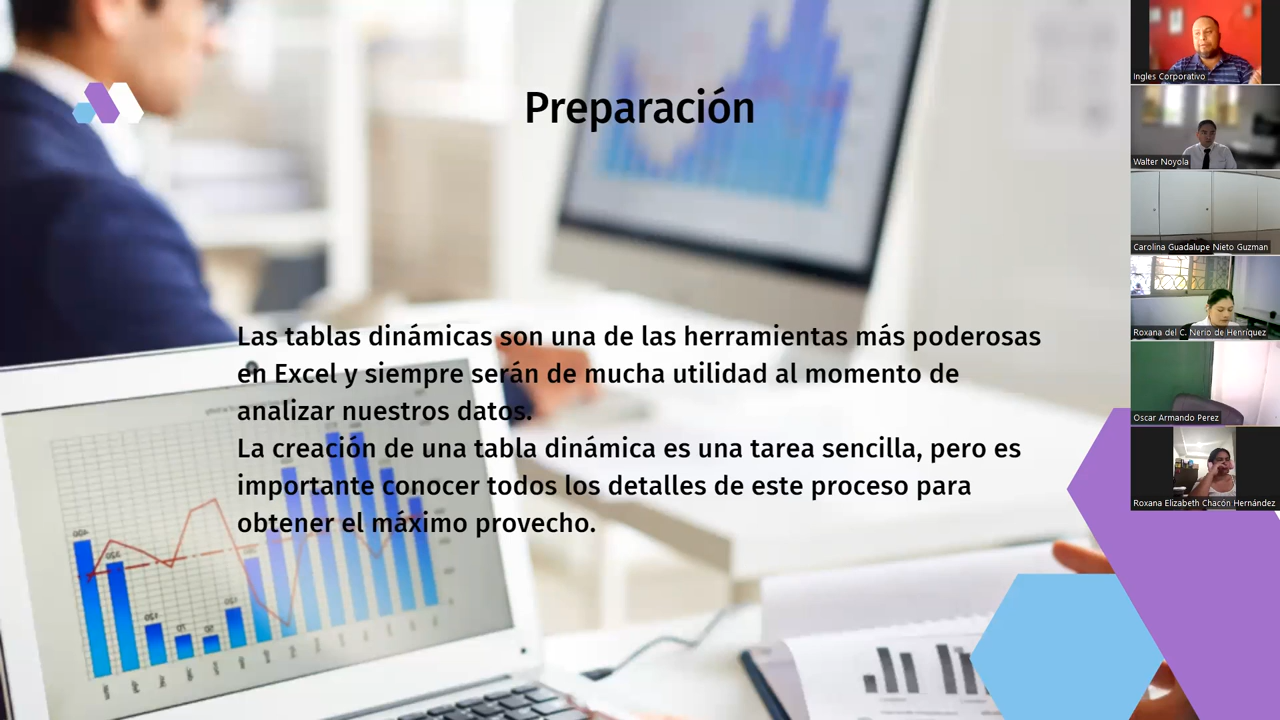 Preparación
Las tablas dinámicas son una de las herramientas más poderosas
en Excel y siempre serán de mucha utilidad al momento de
analizar nuestros datos.
La creación de una tabla dinámica es una tarea sencilla, pero es
importante conocer todos los detalles de este proceso para
obtener el máximo provecho.
Ingles Corporativo
Walter Noyola
Carolina Guadalupe Nieto Guzman
Roxana del C. Nerio de Henríquez
Oscar Armando Perez
Roxana Elizabeth Chacón Hernández